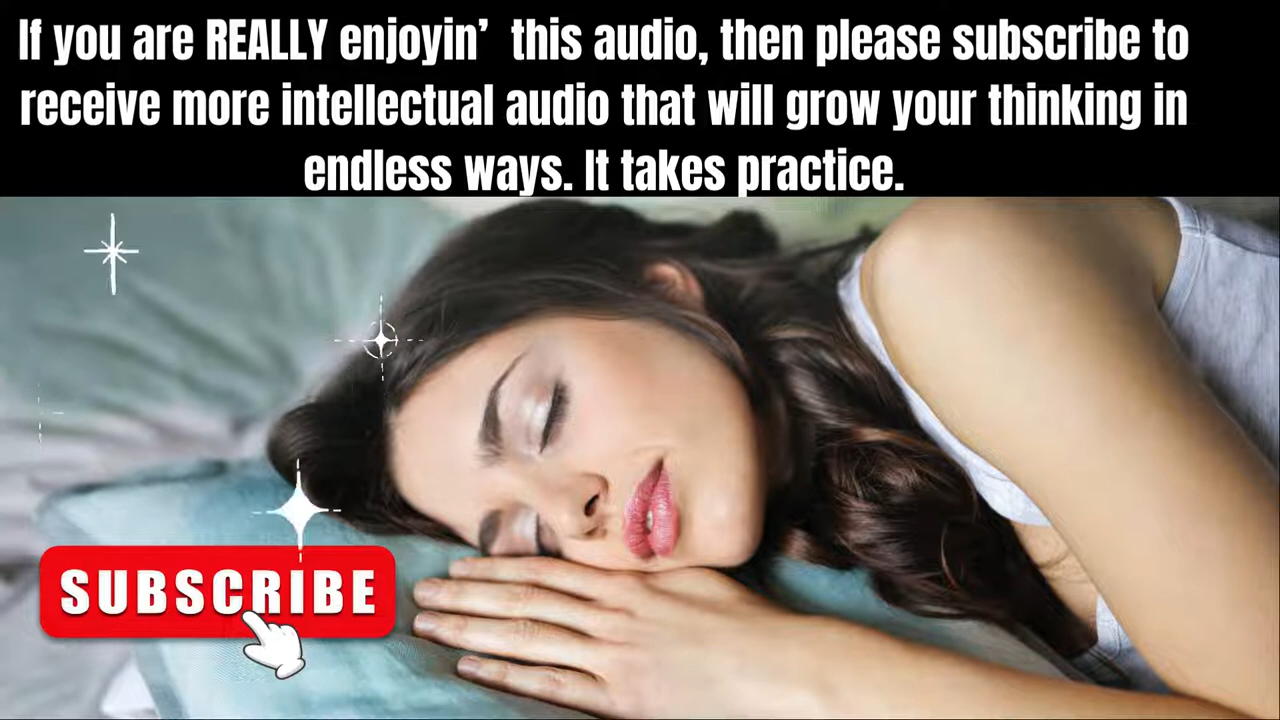 If you are REALLY enjoyin’ this audio, then please subscribe to
receive more intellectual audio that will grow your thinking in
endless ways. It takes practice.
SUBSCRIBE